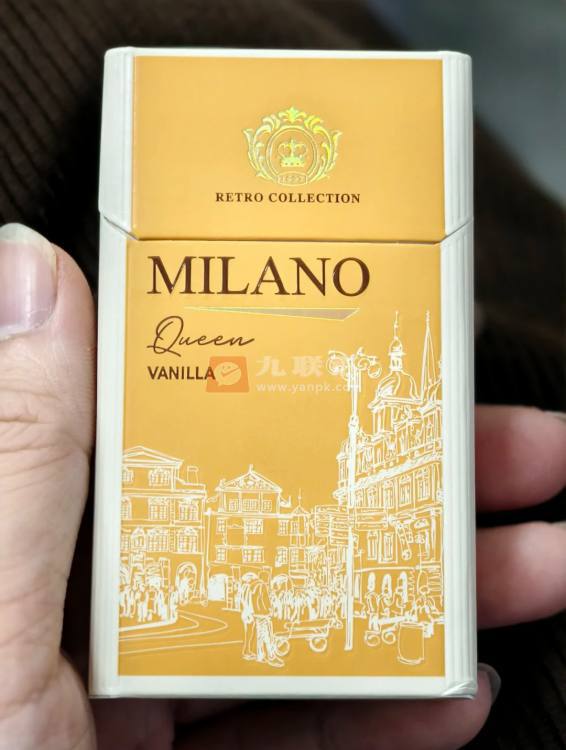 RETRO COLLECTION
MILANO
Queen
VANILLA
九联
www.yanpk.com